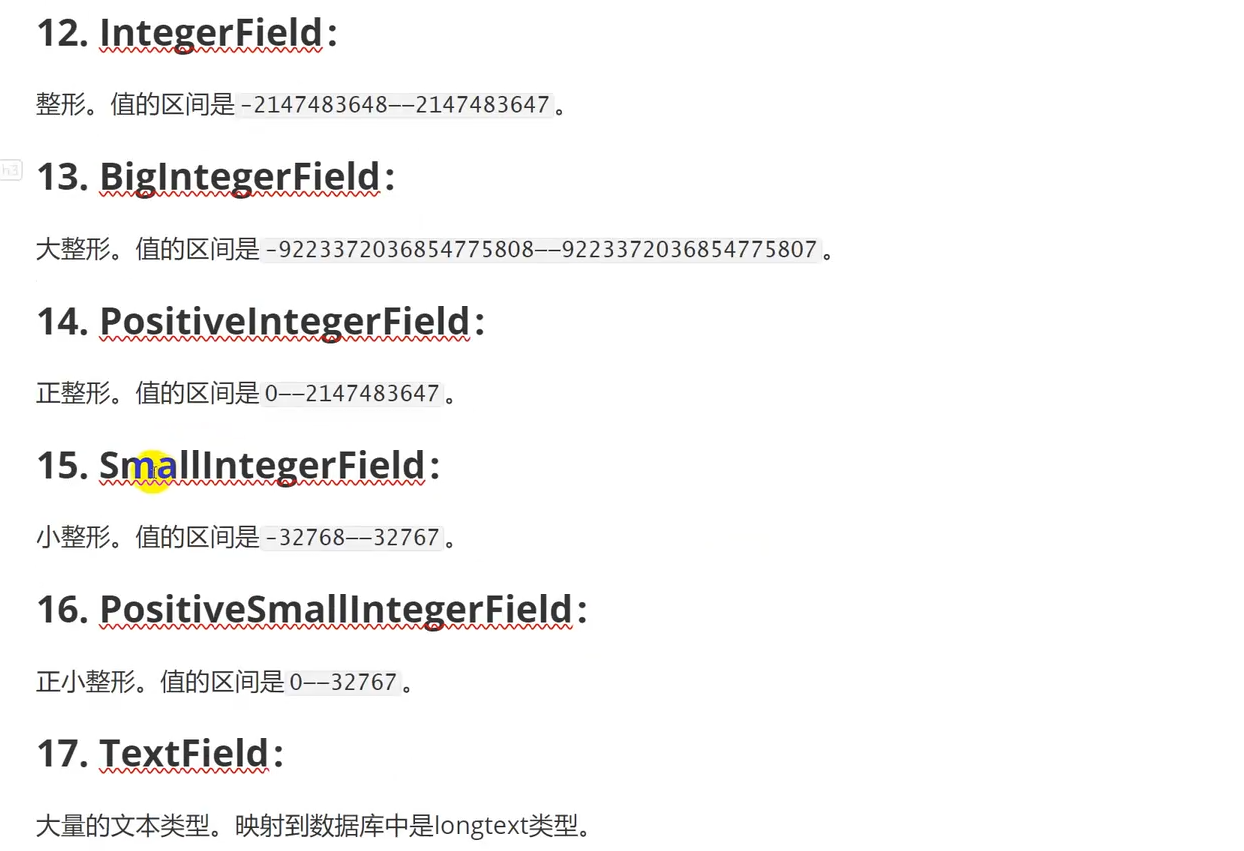 12. IntegerField:
整形。值的区间是-2147483648——2147483647。
h3
13. BigIntegerField:
大整形。值的区间是-9223372036854775808——9223372036854775807。
14. PositiveIntegerField:
正整形。值的区间是0——2147483647。
15. SmallIntegerField:
小整形。值的区间是-32768——32767。
16. PositiveSmallIntegerField:
正小整形。值的区间是0——32767。
17. TextField:
大量的文本类型。映射到数据库中是longtext类型。